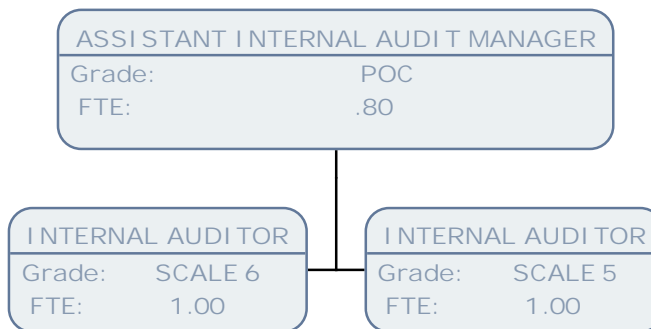 ASSISTANT INTERNAL AUDIT MANAGER
Grade: POC
FTE: .80
INTERNAL AUDITOR
Grade: SCALE 6
FTE: 1.00
INTERNAL AUDITOR
Grade: SCALE 5
FTE: 1.00